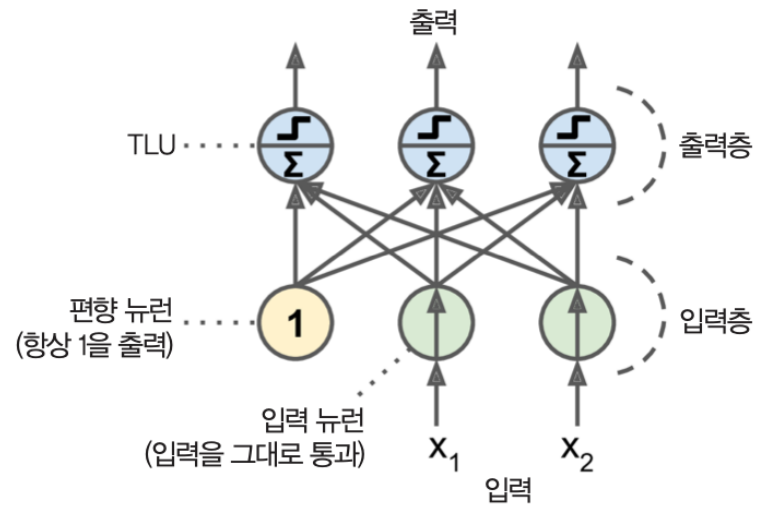 출력
TLU
Σ
Σ
Σ
출력층
편향 뉴런
(항상 1을 출력)
1
입력층
입력 뉴런
(입력을 그대로 통과)
x₁
x₂
입력